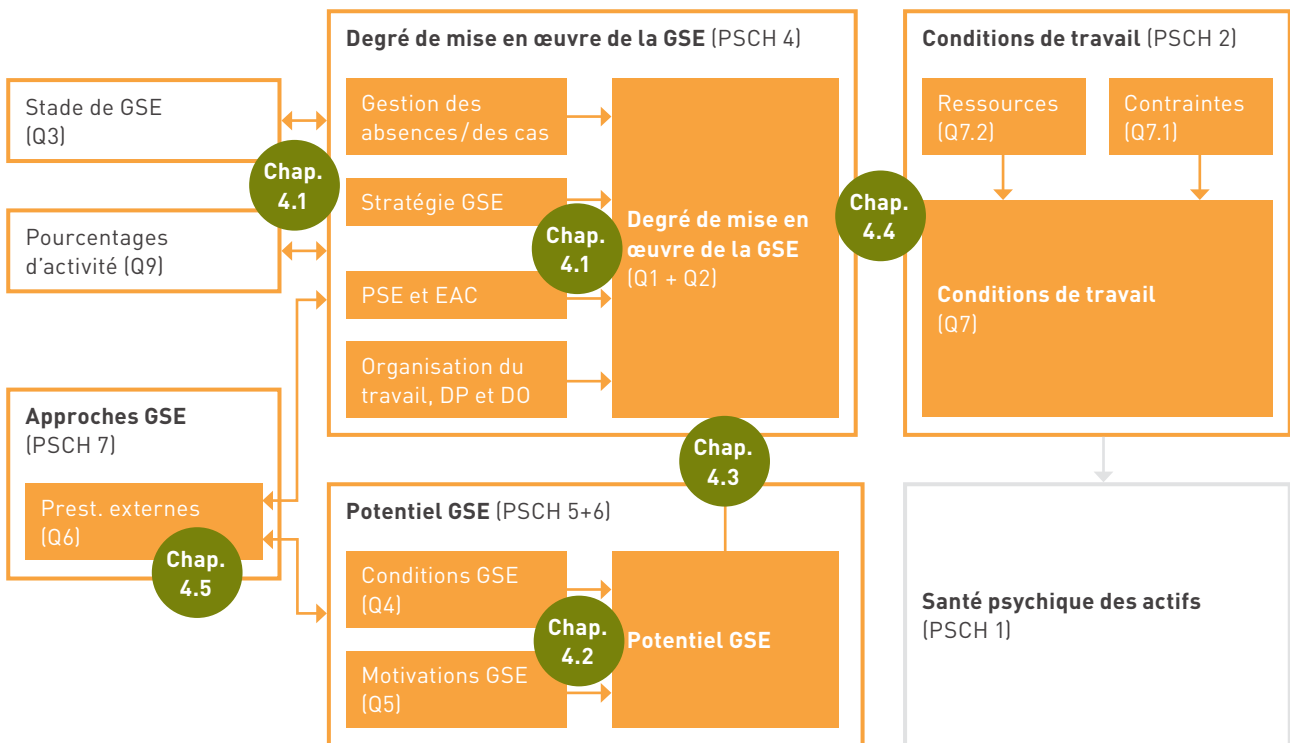 Stade de GSE
(Q3)
Pourcentages
d’activité (Q9)
Chap.
4.1
Approches GSE
(PSCH 7)
Prest. externes
(Q6)
Chap.
4.5
Degré de mise en œuvre de la GSE (PSCH 4)
Gestion des
absences/des cas
Stratégie GSE
PSE et EAC
Organisation du
travail, DP et DO
Chap.
4.1
Degré de mise en
œuvre de la GSE
(Q1 + Q2)
Chap.
4.3
Potentiel GSE (PSCH 5+6)
Conditions GSE
(Q4)
Motivations GSE
(Q5)
Chap.
4.2
Potentiel GSE
Chap.
4.4
Conditions de travail (PSCH 2)
Ressources
(Q7.2)
Contraintes
(Q7.1)
Conditions de travail
(Q7)
Santé psychique des actifs
(PSCH 1)